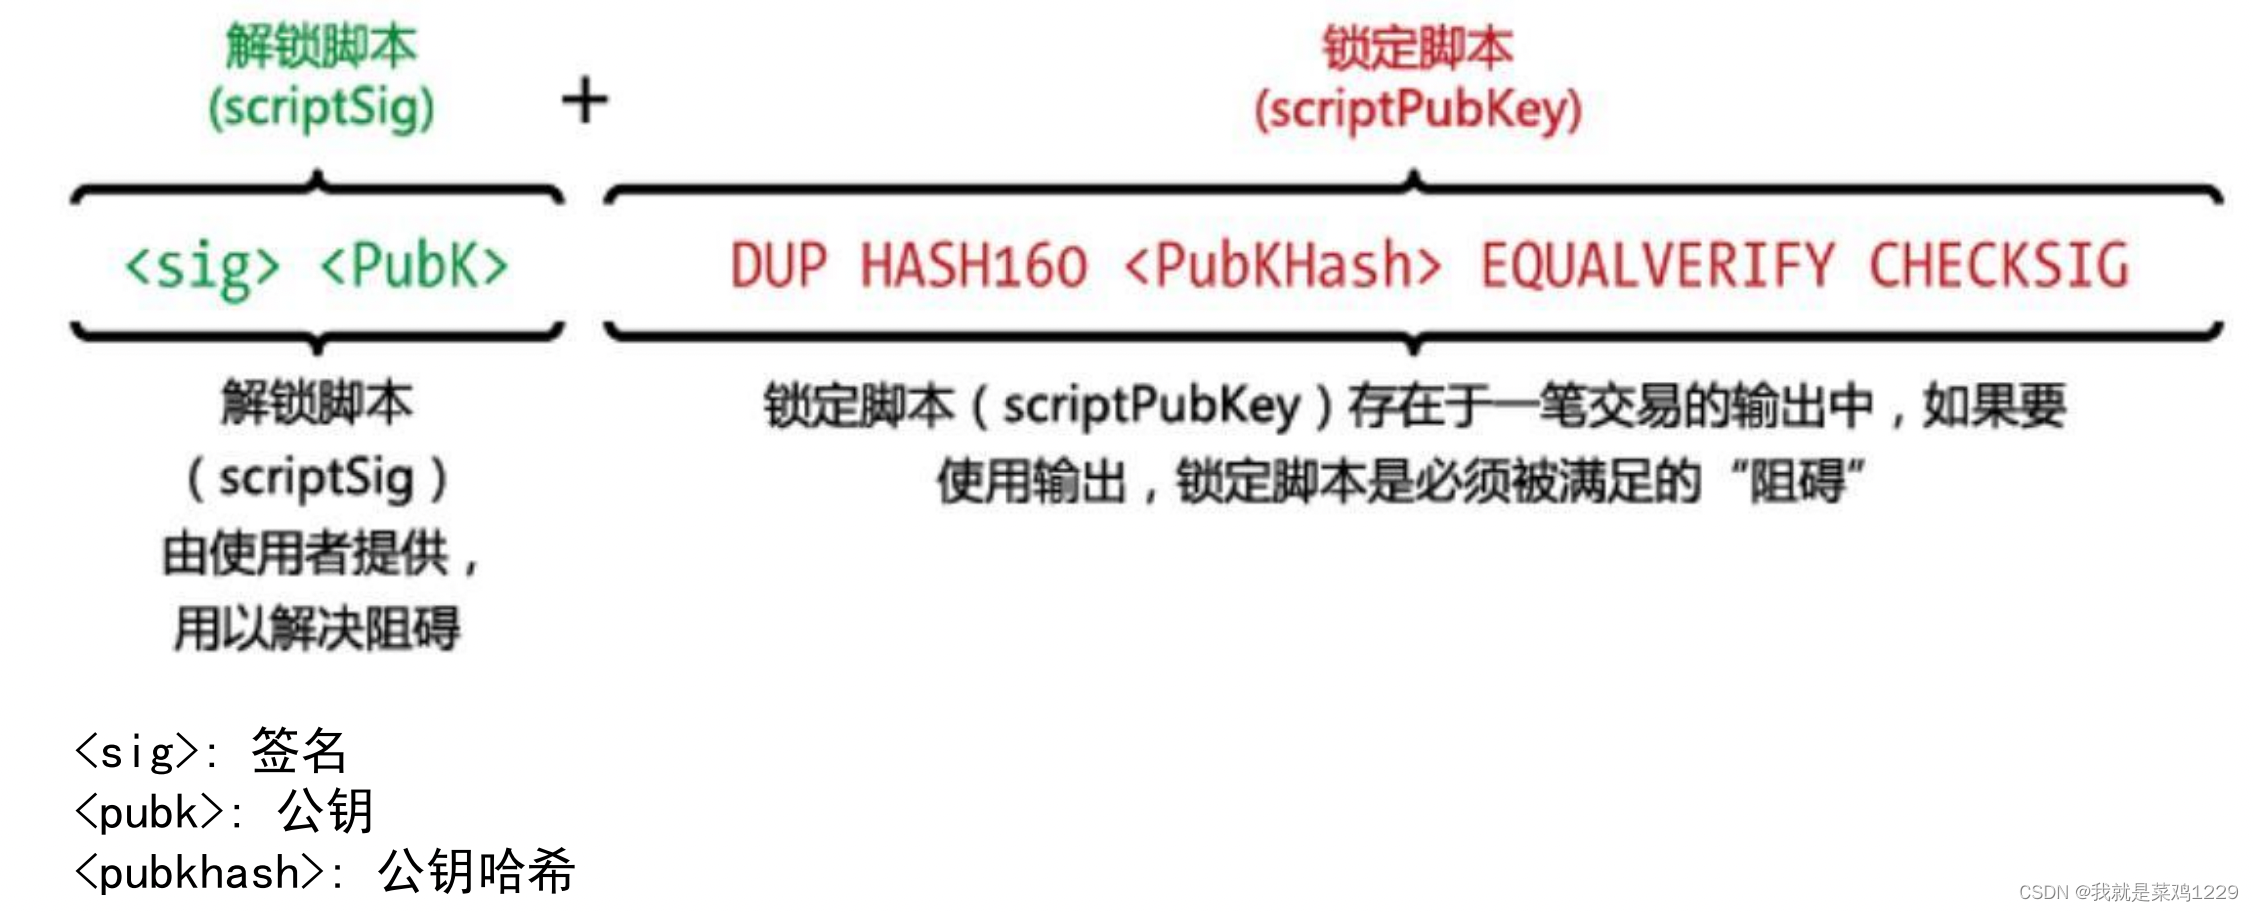 解锁脚本
(scriptSig)
+
锁定脚本
(scriptPubKey)
<sig> <PubK>
DUP HASH160 <PubKHash> EQUALVERIFY CHECKSIG
解锁脚本
（scriptSig）
由使用者提供，
用以解决阻碍
锁定脚本（scriptPubKey）存在于一笔交易的输出中，如果要
使用输出，锁定脚本是必须被满足的“阻碍”
<sig>: 签名
<pubk>: 公钥
<pubkhash>: 公钥哈希
CSDN @我就是菜鸡1229